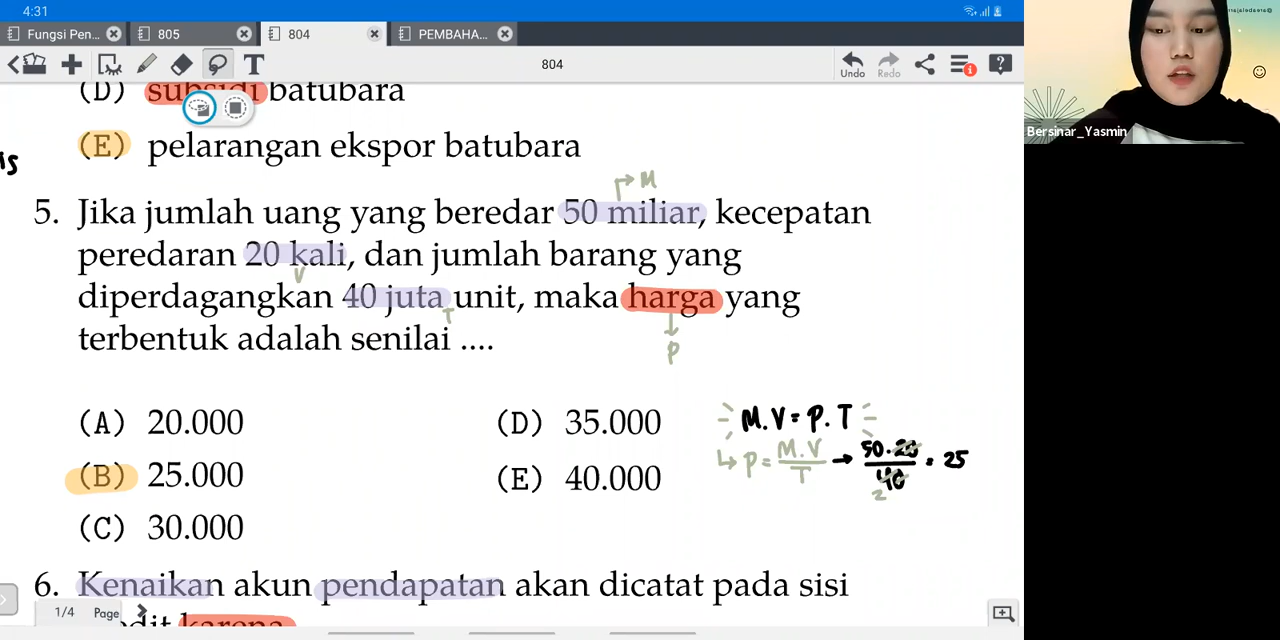 4:31
Fungsi Pen...
805
804
PEMBAHA...
804
Undo
Redo
(D) subsidi batubara
(E) pelarangan ekspor batubara
is
M
5. Jika jumlah uang yang beredar 50 miliar, kecepatan
peredaran 20 kali, dan jumlah barang yang
V
diperdagangkan 40 juta unit, maka harga yang
T
terbentuk adalah senilai ....
P
(A) 20.000
(B) 25.000
(C) 30.000
(D) 35.000
(E) 40.000
M.V = P.T
P = M.V / T → 50.20 / 40 = 25
2
6. Kenaikan akun pendapatan akan dicatat pada sisi
karena
1/4 Page
Bersinar_Yasmin